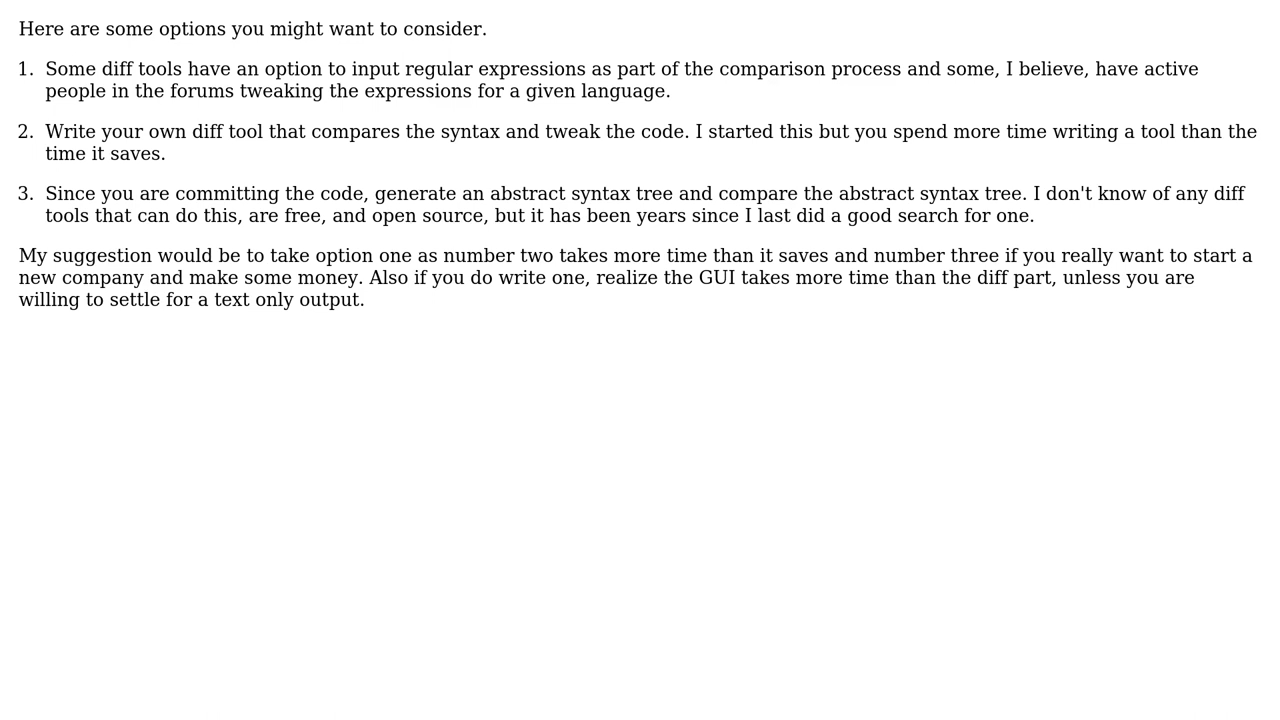 Here are some options you might want to consider.
1. Some diff tools have an option to input regular expressions as part of the comparison process and some, I believe, have active
people in the forums tweaking the expressions for a given language.
2. Write your own diff tool that compares the syntax and tweak the code. I started this but you spend more time writing a tool than the
time it saves.
3. Since you are committing the code, generate an abstract syntax tree and compare the abstract syntax tree. I don't know of any diff
tools that can do this, are free, and open source, but it has been years since I last did a good search for one.
My suggestion would be to take option one as number two takes more time than it saves and number three if you really want to start a
new company and make some money. Also if you do write one, realize the GUI takes more time than the diff part, unless you are
willing to settle for a text only output.